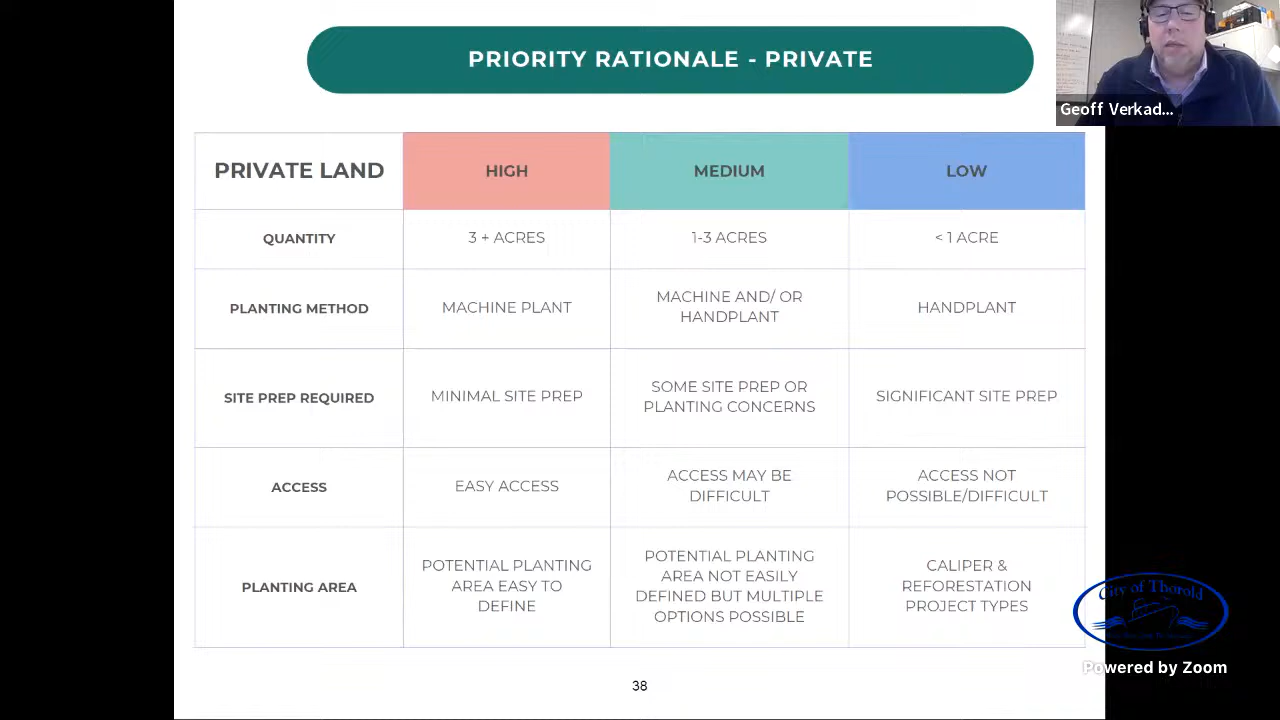 PRIORITY RATIONALE - PRIVATE
Geoff Verkad...
PRIVATE LAND
HIGH
MEDIUM
LOW
QUANTITY
3 + ACRES
1-3 ACRES
< 1 ACRE
PLANTING METHOD
MACHINE PLANT
MACHINE AND/ OR
HANDPLANT
HANDPLANT
SITE PREP REQUIRED
MINIMAL SITE PREP
SOME SITE PREP OR
PLANTING CONCERNS
SIGNIFICANT SITE PREP
ACCESS
EASY ACCESS
ACCESS MAY BE
DIFFICULT
ACCESS NOT
POSSIBLE/DIFFICULT
PLANTING AREA
POTENTIAL PLANTING
AREA EASY TO
DEFINE
POTENTIAL PLANTING
AREA NOT EASILY
DEFINED BUT MULTIPLE
OPTIONS POSSIBLE
CALIPER &
REFORESTATION
PROJECT TYPES
City of Thorold
Powered by Zoom
38